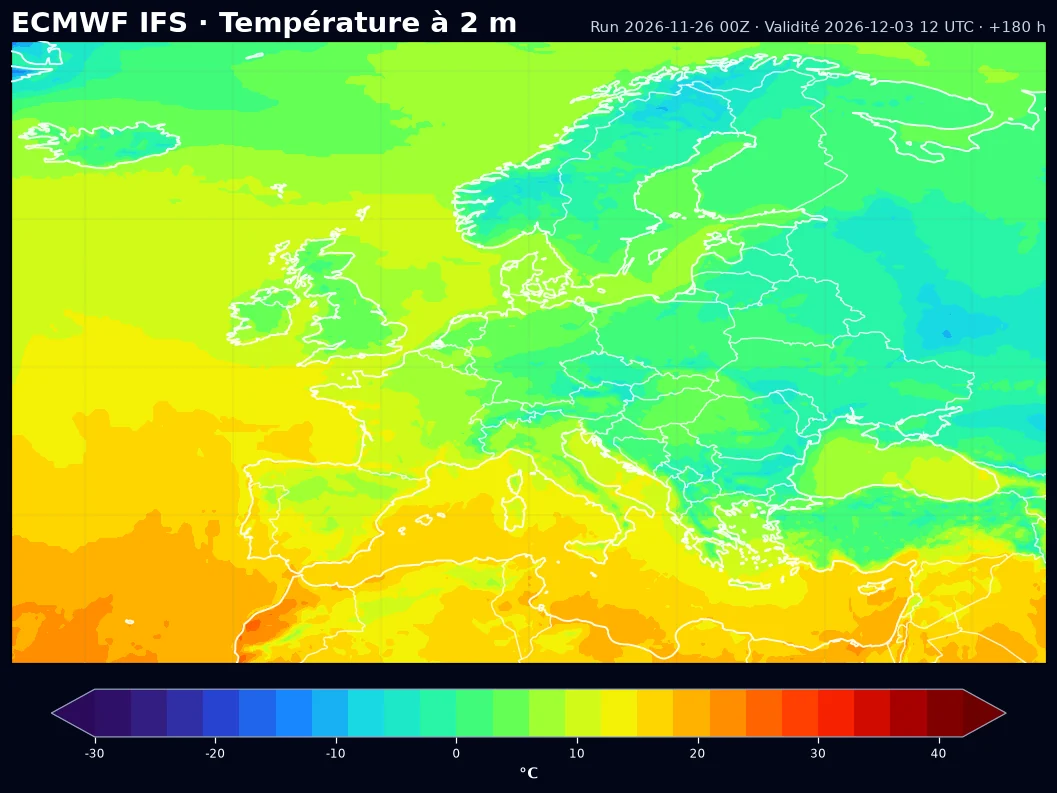 ECMWF IFS · Température à 2 m
Run 2026-11-26 00Z · Validité 2026-12-03 12 UTC · +180 h
-30 -20 -10 0 10 20 30 40
°C